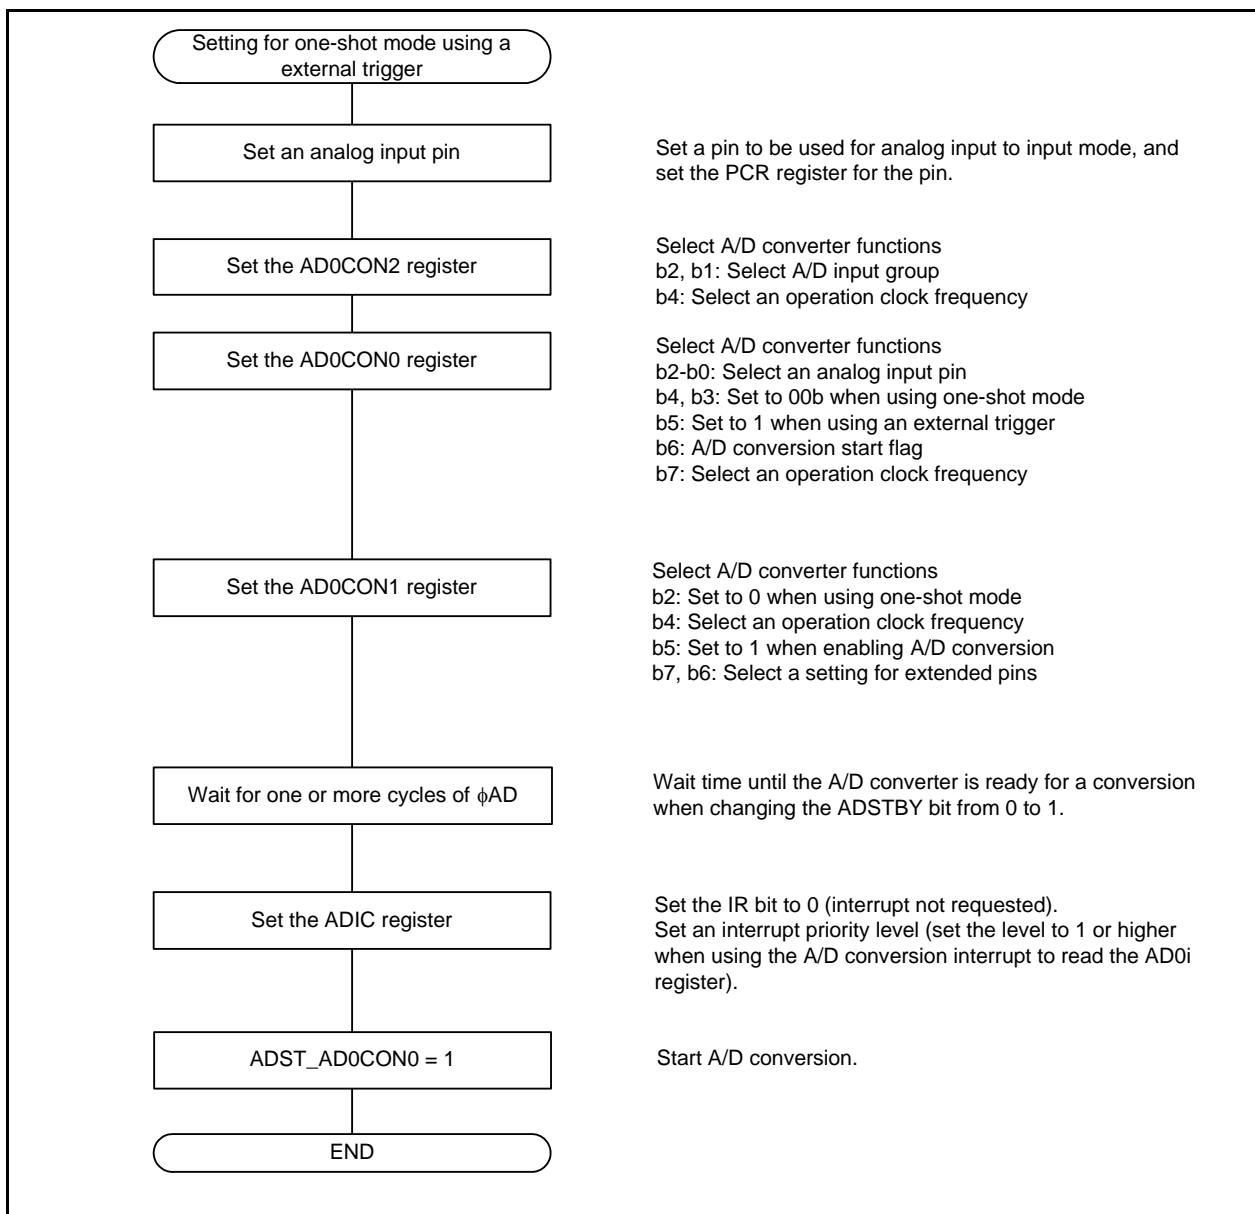 Setting for one-shot mode using a
external trigger
Set an analog input pin
Set a pin to be used for analog input to input mode, and
set the PCR register for the pin.
Set the AD0CON2 register
Select A/D converter functions
b2, b1: Select A/D input group
b4: Select an operation clock frequency
Set the AD0CON0 register
Select A/D converter functions
b2-b0: Select an analog input pin
b4, b3: Set to 00b when using one-shot mode
b5: Set to 1 when using an external trigger
b6: A/D conversion start flag
b7: Select an operation clock frequency
Set the AD0CON1 register
Select A/D converter functions
b2: Set to 0 when using one-shot mode
b4: Select an operation clock frequency
b5: Set to 1 when enabling A/D conversion
b7, b6: Select a setting for extended pins
Wait for one or more cycles of ϕAD
Wait time until the A/D converter is ready for a conversion
when changing the ADSTBY bit from 0 to 1.
Set the ADIC register
Set the IR bit to 0 (interrupt not requested).
Set an interrupt priority level (set the level to 1 or higher
when using the A/D conversion interrupt to read the AD0i
register).
ADST_AD0CON0 = 1
Start A/D conversion.
END